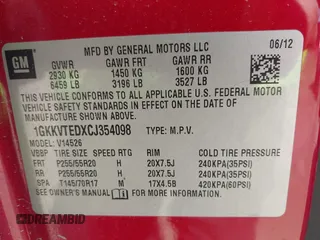 GM
MFD BY GENERAL MOTORS LLC 06/12
GVWR GAWR FRT GAWR RR
2930 KG 1450 KG 1600 KG
6459 LB 3196 LB 3527 LB
THIS VEHICLE CONFORMS TO ALL APPLICABLE U.S. FEDERAL MOTOR VEHICLE
SAFETY STANDARDS IN EFFECT ON THE DATE OF
MANUFACTURE SHOWN ABOVE.
1GKKVTEDXCJ354098 TYPE: M.P.V.
MODEL: V14526
VBBP TIRE SIZE SPD RTG RIM COLD TIRE PRESSURE
FRT P255/55R20 H 20X7.5J 240KPA(35PSI)
RR P255/55R20 H 20X7.5J 240KPA(35PSI)
SPA T145/70R17 M 17X4.5B 420KPA(60PSI)
DREAMBID